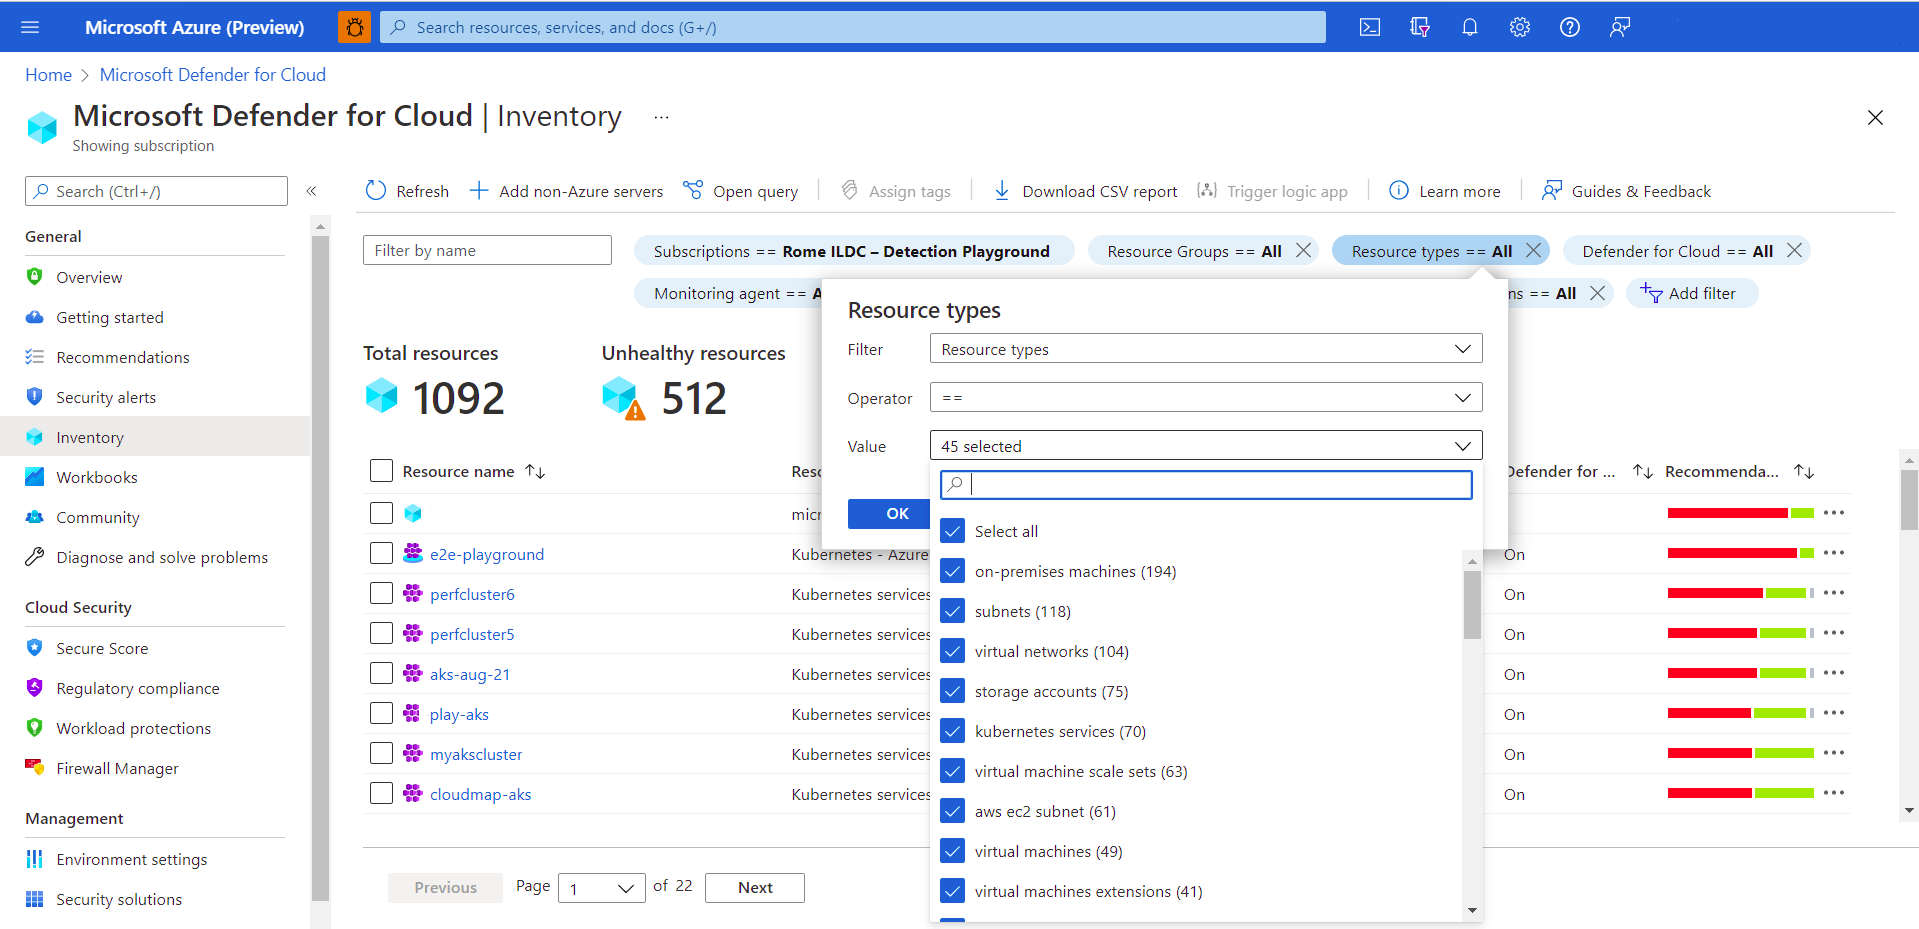 Microsoft Azure (Preview)
Search resources, services, and docs (G+/)
Home > Microsoft Defender for Cloud
Microsoft Defender for Cloud | Inventory ...
Showing subscription
Search (Ctrl+/)
«
General
Overview
Getting started
Recommendations
Security alerts
Inventory
Workbooks
Community
Diagnose and solve problems
Cloud Security
Secure Score
Regulatory compliance
Workload protections
Firewall Manager
Management
Environment settings
Security solutions
Refresh
Add non-Azure servers
Open query
Assign tags
Download CSV report
Trigger logic app
Learn more
Guides & Feedback
Filter by name
Subscriptions == Rome ILDC – Detection Playground
Resource Groups == All
Resource types == All
Defender for Cloud == All
Monitoring agent == A
ns == All
Add filter
Total resources
1092
Unhealthy resources
512
Resource types
Filter
Resource types
Operator
==
Value
45 selected
OK
Select all
on-premises machines (194)
subnets (118)
virtual networks (104)
storage accounts (75)
kubernetes services (70)
virtual machine scale sets (63)
aws ec2 subnet (61)
virtual machines (49)
virtual machines extensions (41)
Resource name
Reso
Defender for ...
Recommenda...
micr
e2e-playground
Kubernetes - Azure
On
perfcluster6
Kubernetes services
On
perfcluster5
Kubernetes services
On
aks-aug-21
Kubernetes services
On
play-aks
Kubernetes services
On
myakscluster
Kubernetes services
On
cloudmap-aks
Kubernetes services
On
Previous
Page 1 of 22
Next